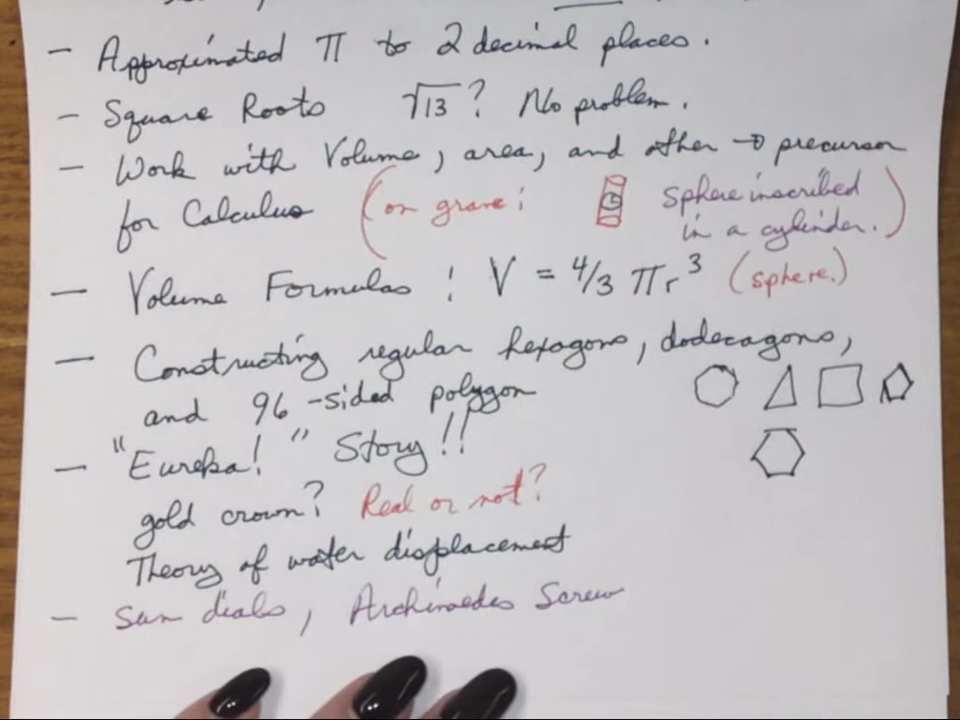 - Approximated π to 2 decimal places.
- Square Roots √13? No problem.
- Work with Volume, area, and other → precursor
for Calculus (on grave: sphere inscribed
in a cylinder.)
- Volume Formulas: V = 4/3 πr³ (sphere.)
- Constructing regular hexagons, dodecagons,
and 96-sided polygon
- "Eureka!" Story!!
gold crown? Real or not?
Theory of water displacement
- Sun dials, Archimedes Screw